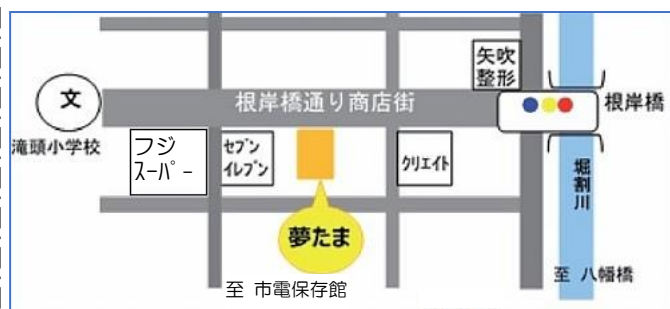 矢吹
整形
文
根岸橋通り商店街
根岸橋
滝頭小学校
フジ
スーパー
セブン
イレブン
クリエイト
堀割川
夢たま
至 八幡橋
至 市電保存館